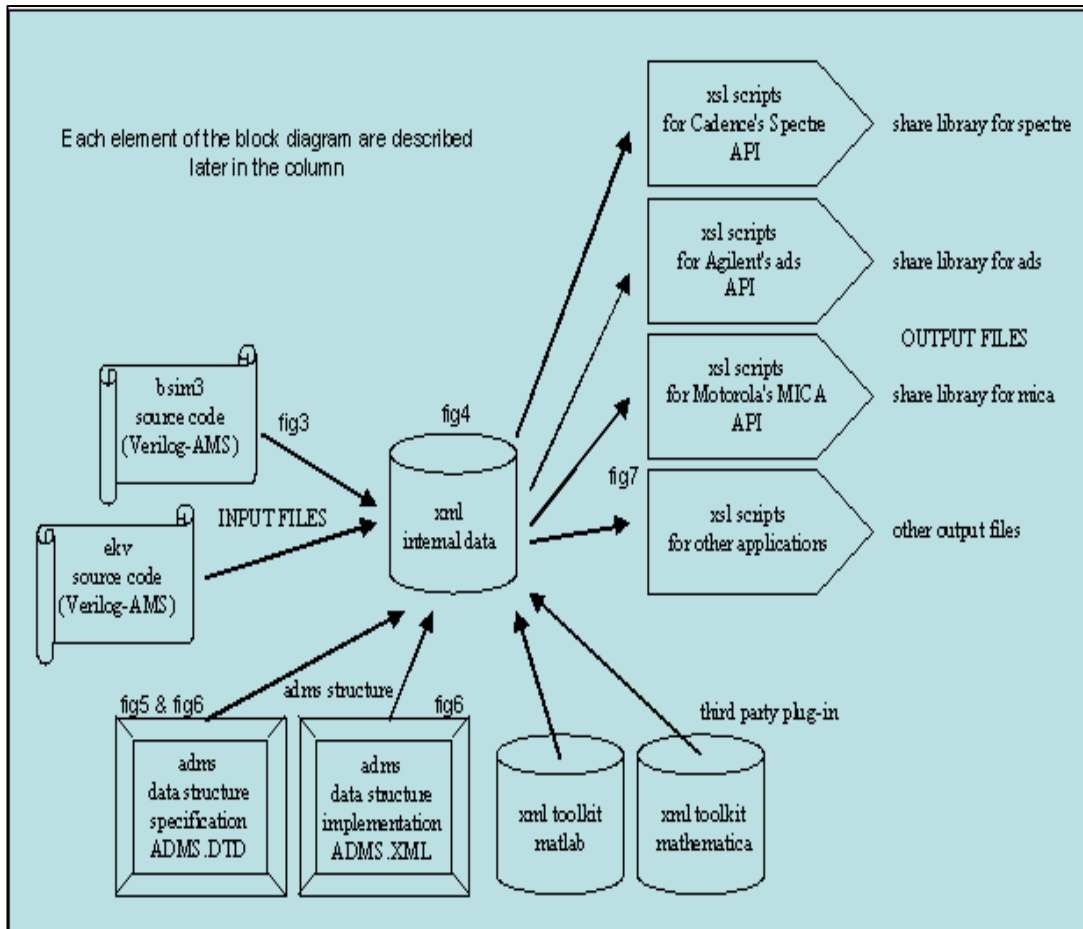 Each element of the block diagram are described
later in the column
xsl scripts
for Cadence's Spectre
API
share library for spectre
xsl scripts
for Agilent's ads
API
share library for ads
OUTPUT FILES
xsl scripts
for Motorola's MICA
API
share library for mica
fig7
xsl scripts
for other applications
other output files
bsim3
source code
(Verilog-AMS)
fig3
INPUT FILES
ekv
source code
(Verilog-AMS)
fig4
xml
internal data
fig5 & fig6
adms structure
fig6
adms
data structure
specification
ADMS.DTD
adms
data structure
implementation
ADMS.XML
third party plug-in
xml toolkit
matlab
xml toolkit
mathematica